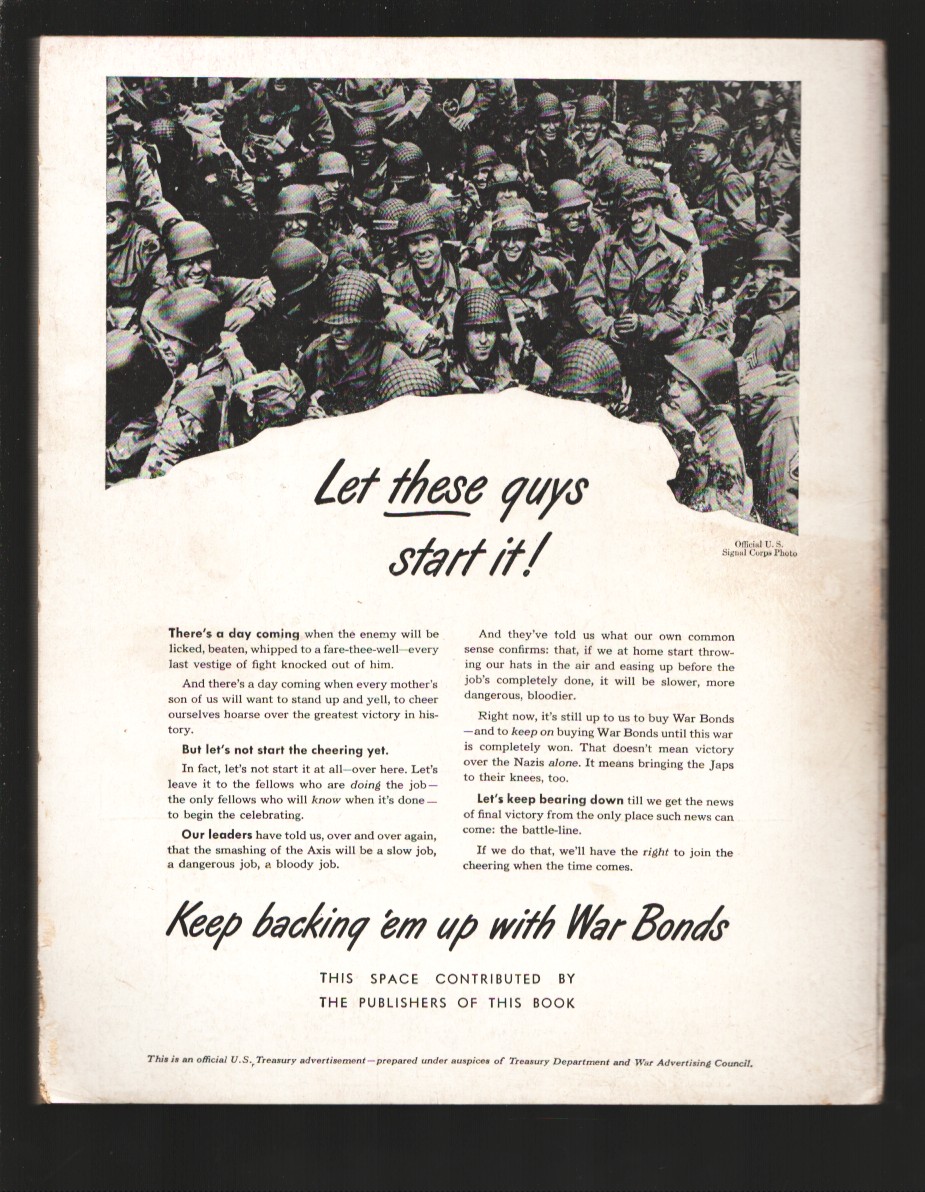 Let these guys
start it!
Official U. S.
Signal Corps Photo
There's a day coming when the enemy will be
licked, beaten, whipped to a fare-thee-well—every
last vestige of fight knocked out of him.
And there's a day coming when every mother's
son of us will want to stand up and yell, to cheer
ourselves hoarse over the greatest victory in his-
tory.
But let's not start the cheering yet.
In fact, let's not start it at all—over here. Let's
leave it to the fellows who are doing the job—
the only fellows who will know when it's done—
to begin the celebrating.
Our leaders have told us, over and over again,
that the smashing of the Axis will be a slow job,
a dangerous job, a bloody job.
And they've told us what our own common
sense confirms: that, if we at home start throw-
ing our hats in the air and easing up before the
job's completely done, it will be slower, more
dangerous, bloodier.
Right now, it's still up to us to buy War Bonds
—and to keep on buying War Bonds until this war
is completely won. That doesn't mean victory
over the Nazis alone. It means bringing the Japs
to their knees, too.
Let's keep bearing down till we get the news
of final victory from the only place such news can
come: the battle-line.
If we do that, we'll have the right to join the
cheering when the time comes.
Keep backing 'em up with War Bonds
THIS SPACE CONTRIBUTED BY
THE PUBLISHERS OF THIS BOOK
This is an official U.S. Treasury advertisement—prepared under auspices of Treasury Department and War Advertising Council.